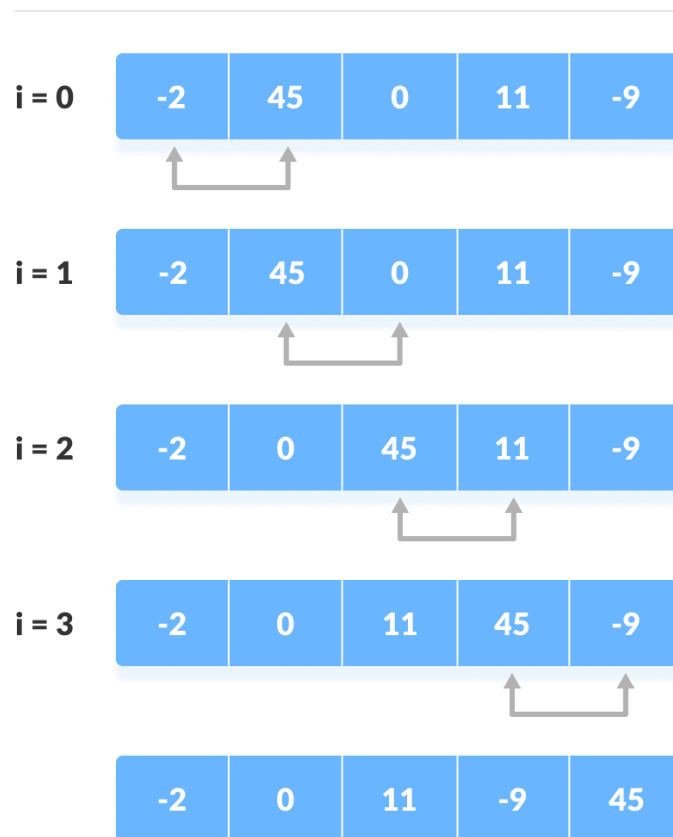 i = 0 -2 45 0 11 -9
i = 1 -2 45 0 11 -9
i = 2 -2 0 45 11 -9
i = 3 -2 0 11 45 -9
-2 0 11 -9 45